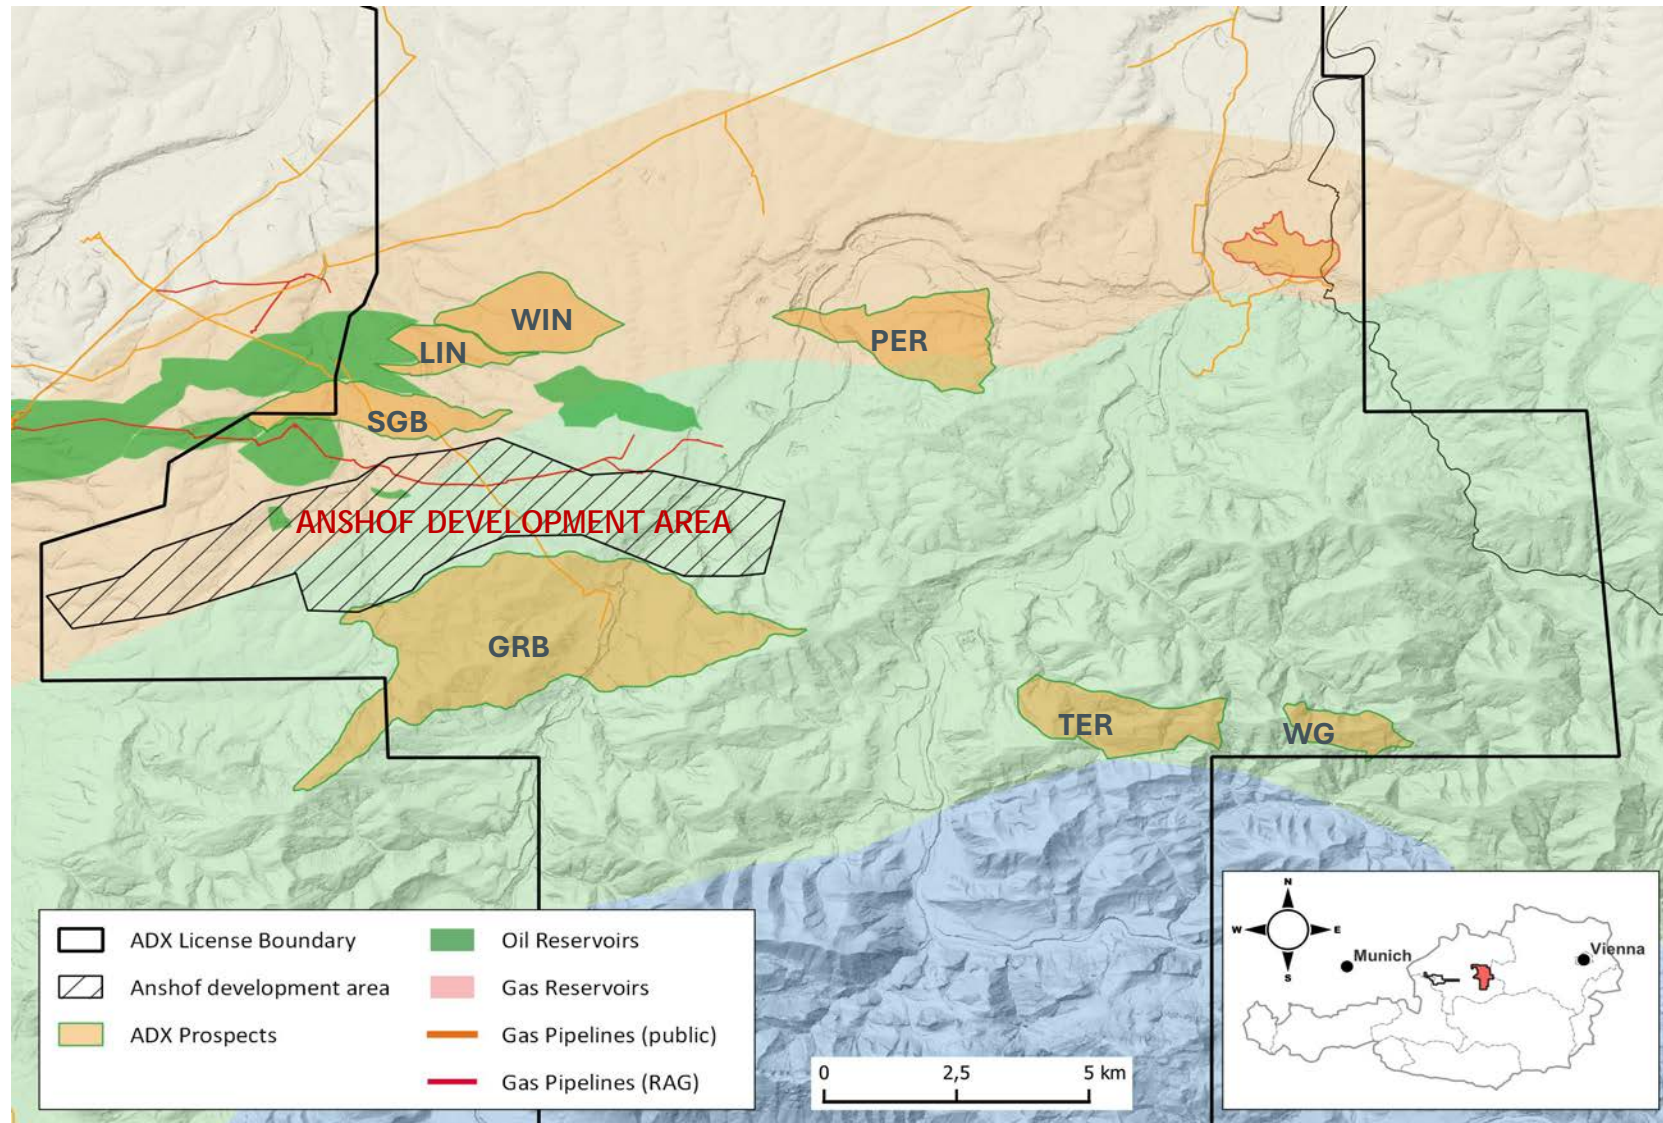 WIN
LIN
PER
SGB
ANSHOF DEVELOPMENT AREA
GRB
TER
WG
ADX License Boundary
Anshof development area
ADX Prospects
Oil Reservoirs
Gas Reservoirs
Gas Pipelines (public)
Gas Pipelines (RAG)
0 2,5 5 km
N
W E
S
Munich
Vienna